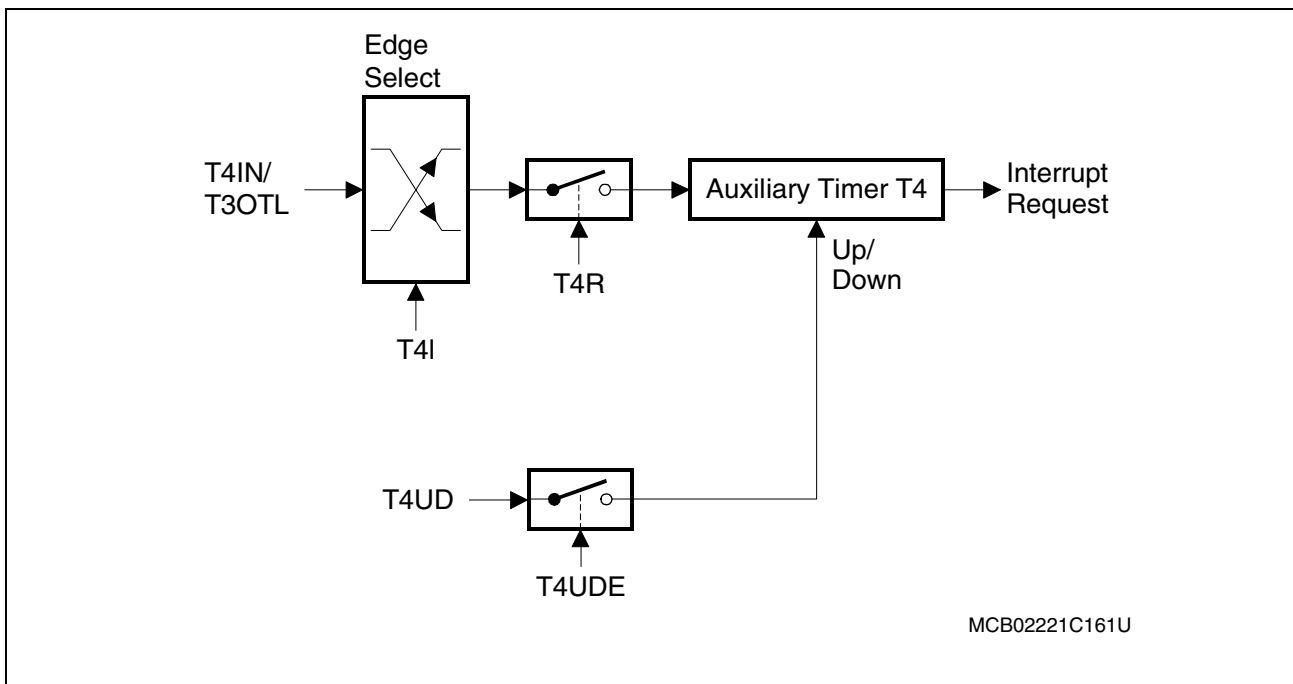 Edge
Select
T4IN/
T3OTL
Auxiliary Timer T4
Interrupt
Request
Up/
Down
T4R
T4I
T4UD
T4UDE
MCB02221C161U